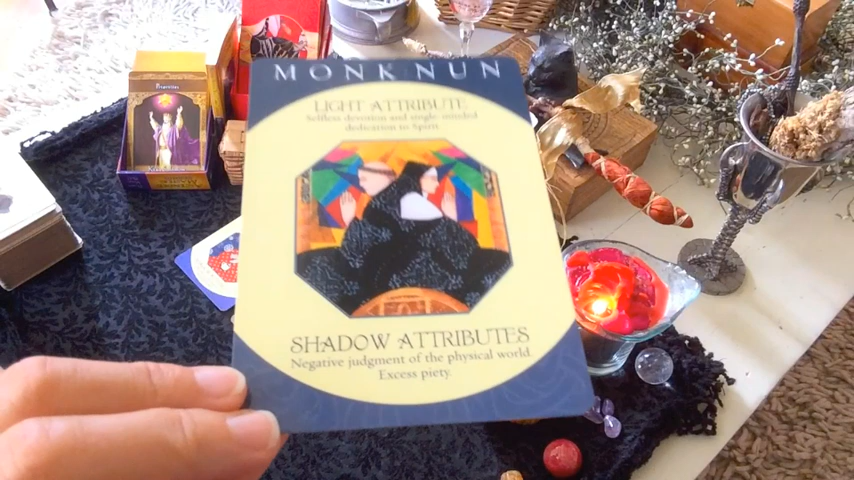 MONK NUN
LIGHT ATTRIBUTE
Selfless devotion and single-minded
dedication to Spirit
SHADOW ATTRIBUTES
Negative judgment of the physical world.
Excess piety.